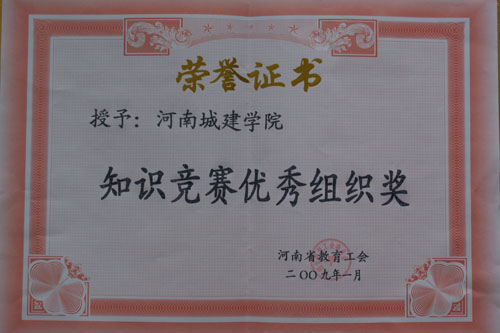 荣誉证书
授予：河南城建学院
知识竞赛优秀组织奖
河南省教育工会
二〇〇九年一月